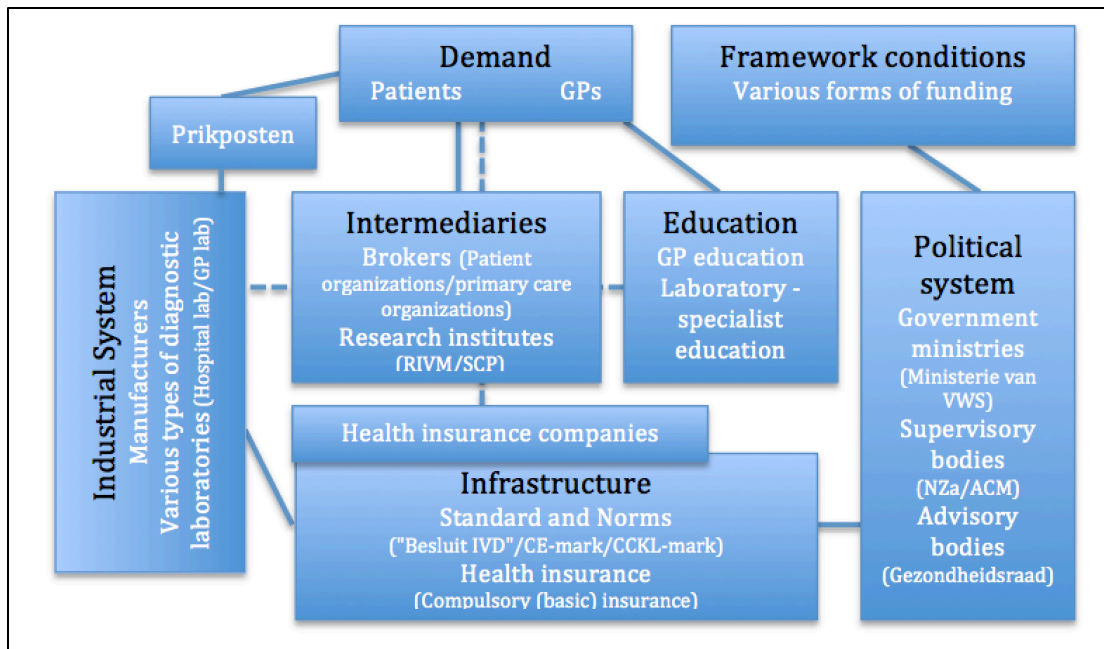 Demand
Patients GPs
Framework conditions
Various forms of funding
Prikposten
Industrial System
Manufacturers
Various types of diagnostic
laboratories (Hospital lab/GP lab)
Intermediaries
Brokers (Patient
organizations/primary care
organizations)
Research institutes
(RIVM/SCP)
Education
GP education
Laboratory -
specialist
education
Political
system
Government
ministries
(Ministerie van
VWS)
Supervisory
bodies
(NZa/ACM)
Advisory
bodies
(Gezondheidsraad)
Health insurance companies
Infrastructure
Standard and Norms
("Besluit IVD"/CE-mark/CCKL-mark)
Health insurance
(Compulsory (basic) insurance)